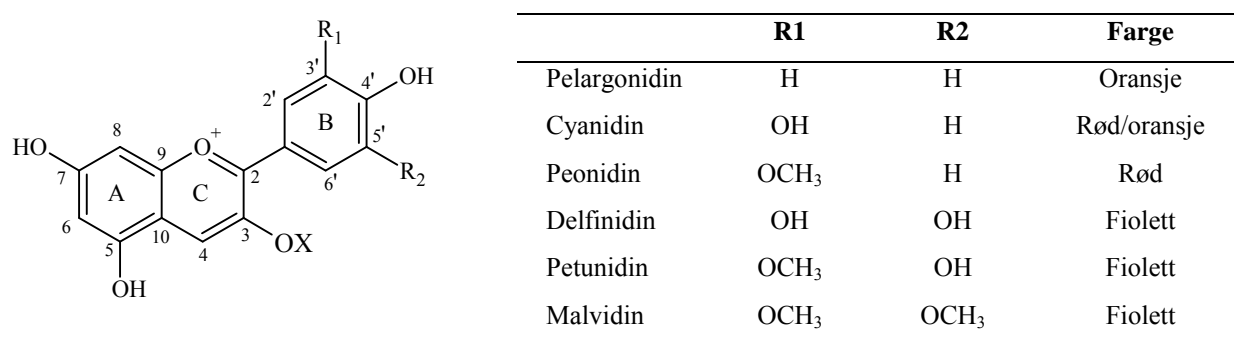 R₁
3' 4' OH
2' B
8 + 5'
HO 9 O R₂
7 A C 2 6'
6 10 3
5 4 OX
OH
R1 R2 Farge
Pelargonidin H H Oransje
Cyanidin OH H Rød/oransje
Peonidin OCH₃ H Rød
Delfinidin OH OH Fiolett
Petunidin OCH₃ OH Fiolett
Malvidin OCH₃ OCH₃ Fiolett